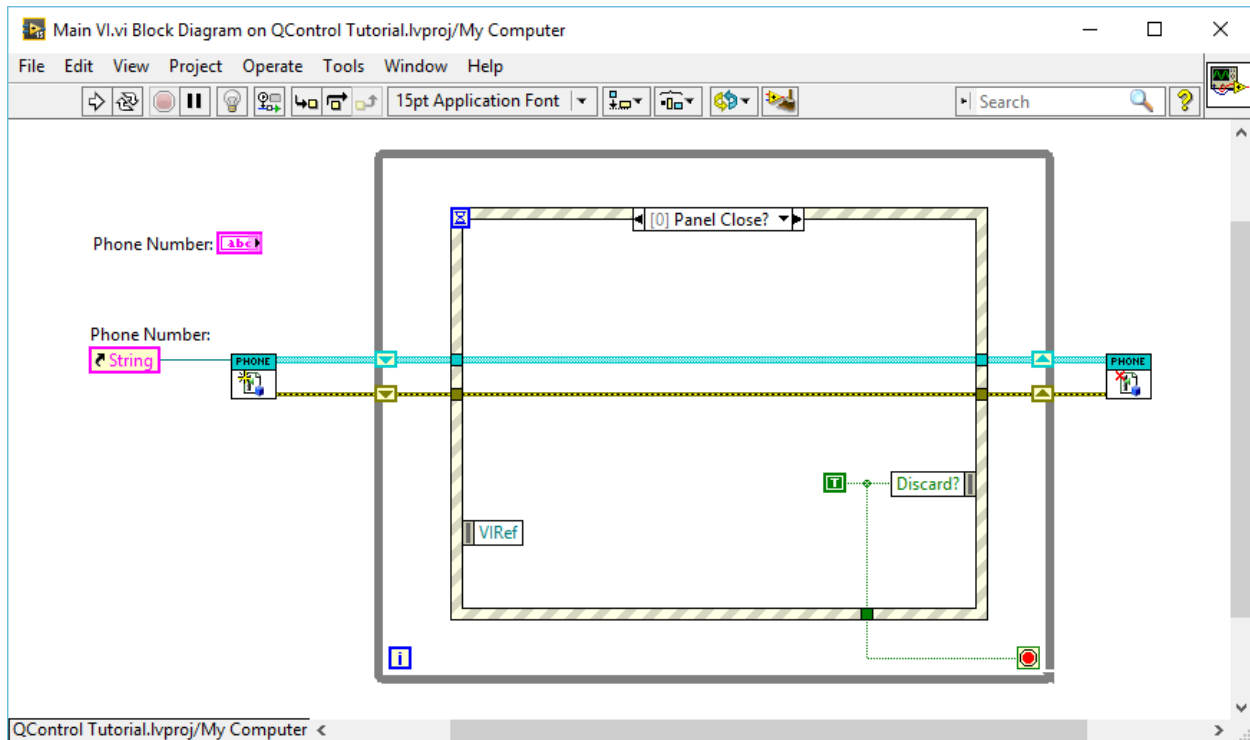 Main VI.vi Block Diagram on QControl Tutorial.lvproj/My Computer
File Edit View Project Operate Tools Window Help
15pt Application Font
Search
[0] Panel Close?
Phone Number: abc
Phone Number:
String
PHONE
PHONE
T
Discard?
VIRef
i
QControl Tutorial.lvproj/My Computer